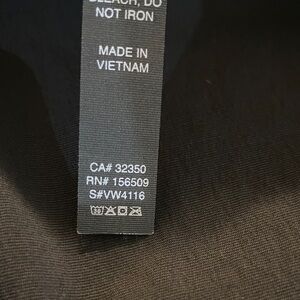 BLEACH, DO
NOT IRON
MADE IN
VIETNAM
CA# 32350
RN# 156509
S#VW4116